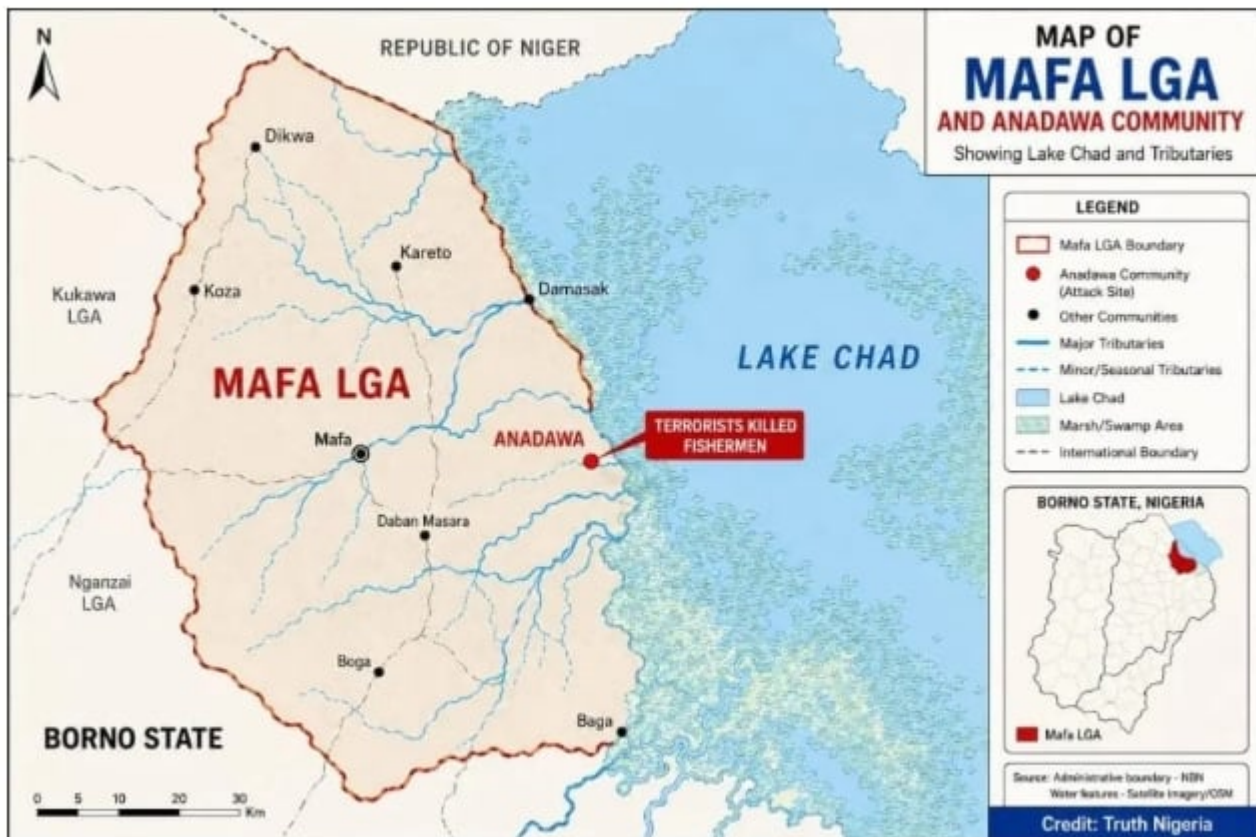 N
REPUBLIC OF NIGER
Dikwa
Kareto
Koza
Damasak
Kukawa
LGA
MAFA LGA
LAKE CHAD
Mafa
ANADAWA
TERRORISTS KILLED
FISHERMEN
Daban Masara
Nganzai
LGA
Boga
Baga
BORNO STATE
0 5 10 20 30
Km
MAP OF
MAFA LGA
AND ANADAWA COMMUNITY
Showing Lake Chad and Tributaries
LEGEND
Mafa LGA Boundary
Anadawa Community
(Attack Site)
Other Communities
Major Tributaries
Minor/Seasonal Tributaries
Lake Chad
Marsh/Swamp Area
International Boundary
BORNO STATE, NIGERIA
Mafa LGA
Source: Administrative boundary - NBN
Water features - Satellite Imagery/OSM
Credit: Truth Nigeria